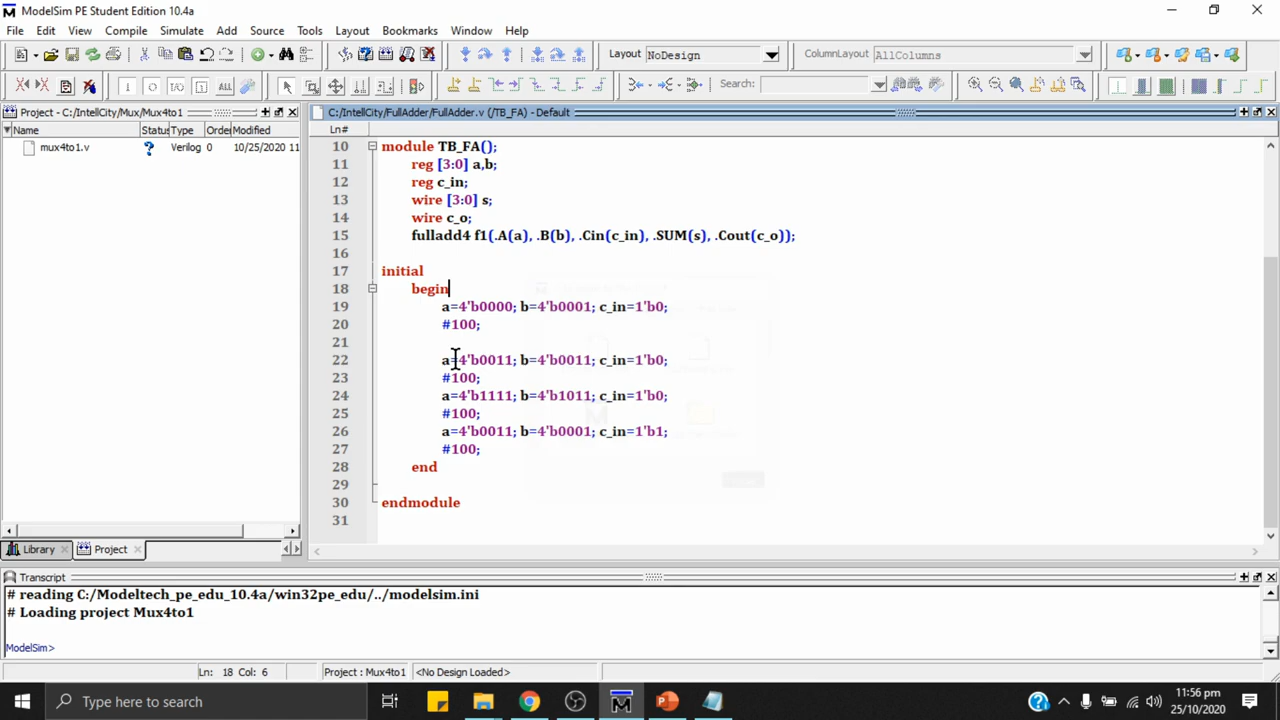 ModelSim PE Student Edition 10.4a
File Edit View Compile Simulate Add Source Tools Layout Bookmarks Window Help
Layout NoDesign ColumnLayout AllColumns
Search:
Project - C:/IntellCity/Mux/Mux4to1
Name Status Type Order Modified
mux4to1.v Verilog 0 10/25/2020 11
Library Project
C:/IntellCity/FullAdder/FullAdder.v (/TB_FA) - Default
Ln#
10 module TB_FA();
11 reg [3:0] a,b;
12 reg c_in;
13 wire [3:0] s;
14 wire c_o;
15 fulladd4 f1(.A(a), .B(b), .Cin(c_in), .SUM(s), .Cout(c_o));
16
17 initial
18 begin
19 a=4'b0000; b=4'b0001; c_in=1'b0;
20 #100;
21
22 a=4'b0011; b=4'b0011; c_in=1'b0;
23 #100;
24 a=4'b1111; b=4'b1011; c_in=1'b0;
25 #100;
26 a=4'b0011; b=4'b0001; c_in=1'b1;
27 #100;
28 end
29
30 endmodule
31
Transcript
# reading C:/Modeltech_pe_edu_10.4a/win32pe_edu/../modelsim.ini
# Loading project Mux4to1
ModelSim>
Ln: 18 Col: 6 Project : Mux4to1 <No Design Loaded>
Type here to search
11:56 pm
25/10/2020